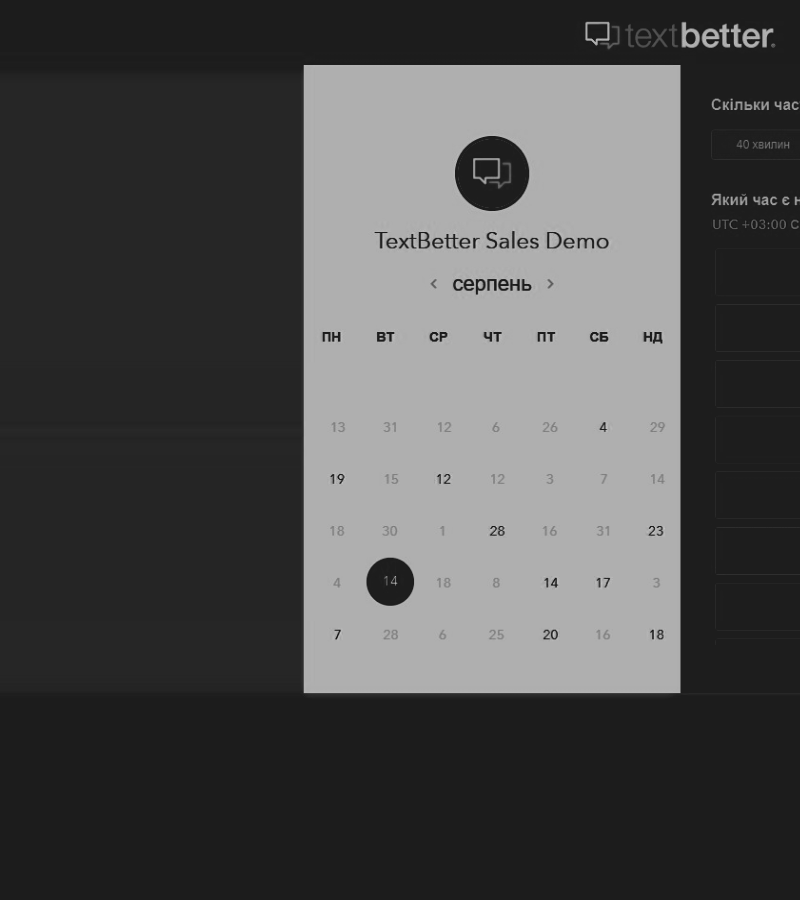 textbetter.
TextBetter Sales Demo
серпень
ПН ВТ СР ЧТ ПТ СБ НД
13 31 12 6 26 4 29
19 15 12 12 3 7 14
18 30 1 28 16 31 23
4 14 18 8 14 17 3
7 28 6 25 20 16 18
Скільки час
40 хвилин
Який час є н
UTC +03:00 С